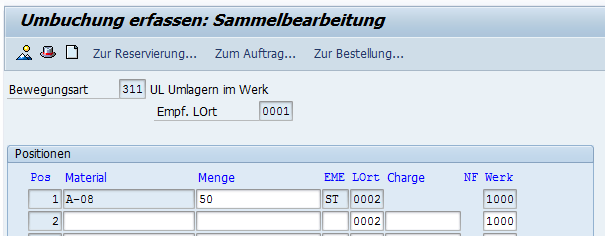 Umbuchung erfassen: Sammelbearbeitung
Zur Reservierung... Zum Auftrag... Zur Bestellung...
Bewegungsart 311 UL Umlagern im Werk
Empf. LOrt 0001
Positionen
Pos Material Menge EME LOrt Charge NF Werk
1 A-08 50 ST 0002 1000
2 0002 1000